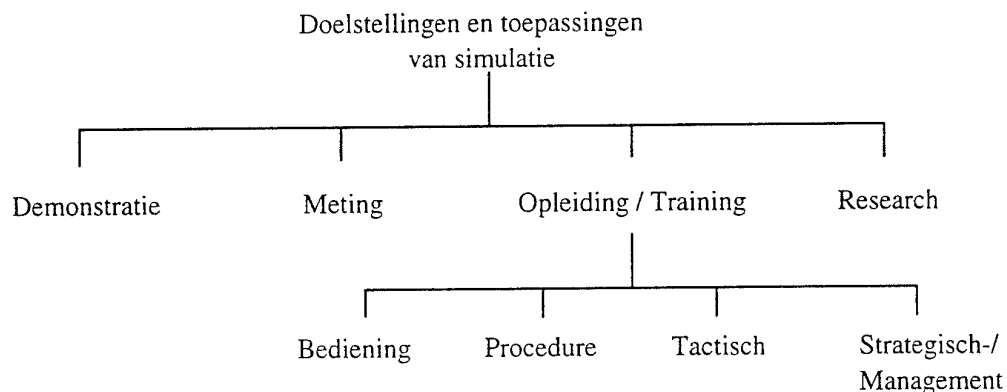 Doelstellingen en toepassingen
van simulatie
Demonstratie
Meting
Opleiding / Training
Research
Bediening
Procedure
Tactisch
Strategisch-/
Management